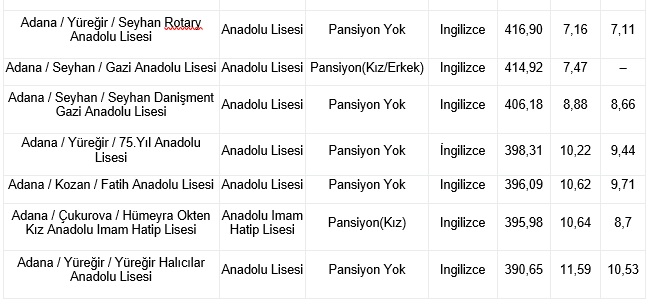 Adana / Yüreğir / Seyhan Rotary Anadolu Lisesi Anadolu Lisesi Pansiyon Yok Ingilizce 416,90 7,16 7,11
Adana / Seyhan / Gazi Anadolu Lisesi Anadolu Lisesi Pansiyon(Kız/Erkek) Ingilizce 414,92 7,47 –
Adana / Seyhan / Seyhan Danişment Gazi Anadolu Lisesi Anadolu Lisesi Pansiyon Yok Ingilizce 406,18 8,88 8,66
Adana / Yüreğir / 75.Yıl Anadolu Lisesi Anadolu Lisesi Pansiyon Yok İngilizce 398,31 10,22 9,44
Adana / Kozan / Fatih Anadolu Lisesi Anadolu Lisesi Pansiyon Yok Ingilizce 396,09 10,62 9,71
Adana / Çukurova / Hümeyra Okten Kız Anadolu Imam Hatip Lisesi Anadolu Imam Hatip Lisesi Pansiyon(Kız) Ingilizce 395,98 10,64 8,7
Adana / Yüreğir / Yüreğir Halıcılar Anadolu Lisesi Anadolu Lisesi Pansiyon Yok Ingilizce 390,65 11,59 10,53